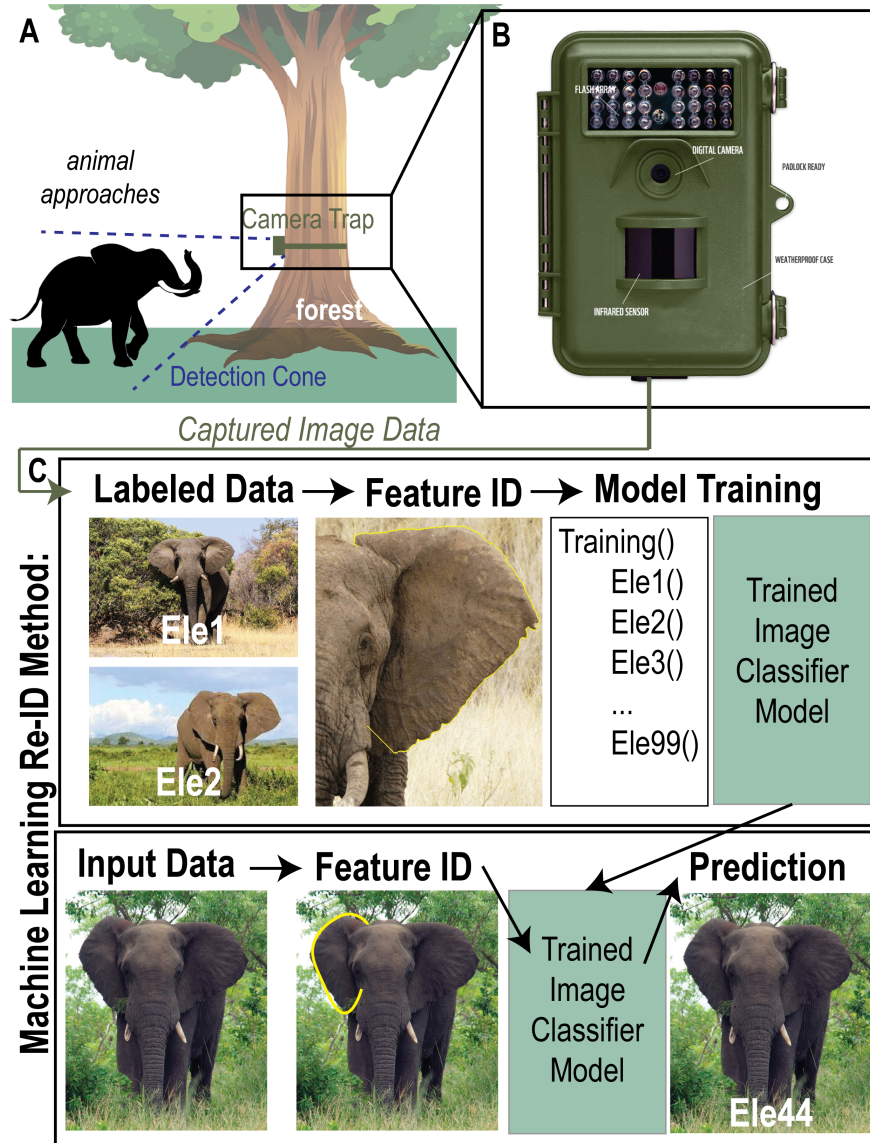 A
animal
approaches
Camera Trap
forest
Detection Cone
B
FLASH ARRAY
DIGITAL CAMERA
PADLOCK READY
WEATHERPROOF CASE
INFRARED SENSOR
Captured Image Data
C
Machine Learning Re-ID Method:
Labeled Data
Feature ID
Model Training
Ele1
Ele2
Training()
Ele1()
Ele2()
Ele3()
...
Ele99()
Trained
Image
Classifier
Model
Input Data
Feature ID
Prediction
Trained
Image
Classifier
Model
Ele44